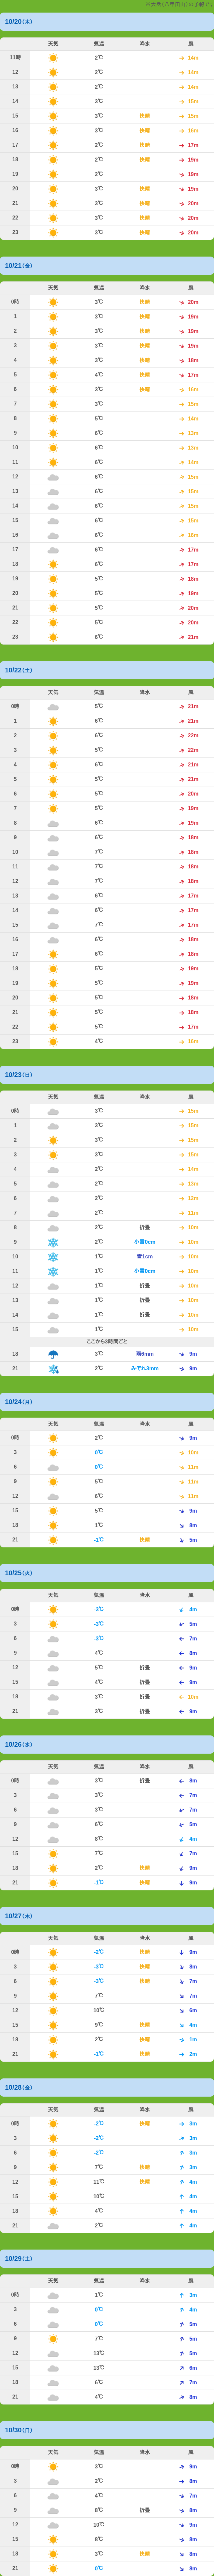 10/20(木)
天気 気温 降水 風
11時 2℃ 14m
12 2℃ 14m
13 2℃ 14m
14 3℃ 15m
15 3℃ 快晴 15m
16 3℃ 快晴 16m
17 2℃ 快晴 17m
18 2℃ 快晴 19m
19 2℃ 19m
20 3℃ 快晴 19m
21 3℃ 快晴 20m
22 3℃ 快晴 20m
23 3℃ 快晴 20m
10/21(金)
天気 気温 降水 風
0時 3℃ 快晴 20m
1 3℃ 快晴 19m
2 3℃ 快晴 19m
3 3℃ 快晴 19m
4 3℃ 快晴 18m
5 4℃ 快晴 17m
6 3℃ 快晴 16m
7 3℃ 15m
8 5℃ 14m
9 6℃ 13m
10 6℃ 13m
11 6℃ 14m
12 6℃ 15m
13 6℃ 15m
14 6℃ 15m
15 6℃ 15m
16 6℃ 16m
17 6℃ 17m
18 6℃ 17m
19 5℃ 18m
20 5℃ 19m
21 5℃ 20m
22 5℃ 20m
23 6℃ 21m
10/22(土)
天気 気温 降水 風
0時 5℃ 21m
1 6℃ 21m
2 6℃ 22m
3 5℃ 22m
4 6℃ 21m
5 5℃ 21m
6 5℃ 20m
7 5℃ 19m
8 6℃ 19m
9 6℃ 18m
10 7℃ 18m
11 7℃ 18m
12 7℃ 18m
13 6℃ 17m
14 6℃ 17m
15 7℃ 17m
16 6℃ 18m
17 6℃ 18m
18 5℃ 19m
19 5℃ 19m
20 5℃ 18m
21 5℃ 18m
22 5℃ 17m
23 4℃ 16m
10/23(日)
天気 気温 降水 風
0時 3℃ 15m
1 3℃ 15m
2 3℃ 15m
3 3℃ 15m
4 2℃ 14m
5 2℃ 13m
6 2℃ 12m
7 2℃ 11m
8 2℃ 折曇 10m
9 2℃ 小雪0cm 10m
10 1℃ 雪1cm 10m
11 1℃ 小雪0cm 10m
12 1℃ 折曇 10m
13 1℃ 折曇 10m
14 1℃ 折曇 10m
15 1℃ 10m
ここから3時間ごと
18 3℃ 雨6mm 9m
21 2℃ みぞれ3mm 9m
10/24(月)
天気 気温 降水 風
0時 2℃ 9m
3 0℃ 10m
6 0℃ 11m
9 5℃ 11m
12 6℃ 11m
15 5℃ 9m
18 1℃ 8m
21 -1℃ 快晴 5m
10/25(火)
天気 気温 降水 風
0時 -3℃ 4m
3 -3℃ 5m
6 -3℃ 7m
9 4℃ 8m
12 5℃ 折曇 9m
15 4℃ 折曇 9m
18 3℃ 折曇 10m
21 3℃ 折曇 9m
10/26(水)
天気 気温 降水 風
0時 3℃ 折曇 8m
3 3℃ 7m
6 3℃ 7m
9 6℃ 5m
12 8℃ 4m
15 7℃ 7m
18 2℃ 快晴 9m
21 -1℃ 快晴 9m
10/27(木)
天気 気温 降水 風
0時 -2℃ 快晴 9m
3 -3℃ 快晴 8m
6 -3℃ 快晴 7m
9 7℃ 7m
12 10℃ 6m
15 9℃ 快晴 4m
18 2℃ 快晴 1m
21 -1℃ 快晴 2m
10/28(金)
天気 気温 降水 風
0時 -2℃ 快晴 3m
3 -2℃ 3m
6 -2℃ 3m
9 7℃ 快晴 3m
12 11℃ 快晴 4m
15 10℃ 4m
18 4℃ 4m
21 2℃ 4m
10/29(土)
天気 気温 降水 風
0時 1℃ 3m
3 0℃ 4m
6 0℃ 5m
9 7℃ 5m
12 13℃ 5m
15 13℃ 6m
18 6℃ 7m
21 4℃ 8m
10/30(日)
天気 気温 降水 風
0時 3℃ 9m
3 2℃ 8m
6 4℃ 7m
9 8℃ 折曇 8m
12 10℃ 9m
15 8℃ 8m
18 3℃ 快晴 8m
21 0℃ 8m